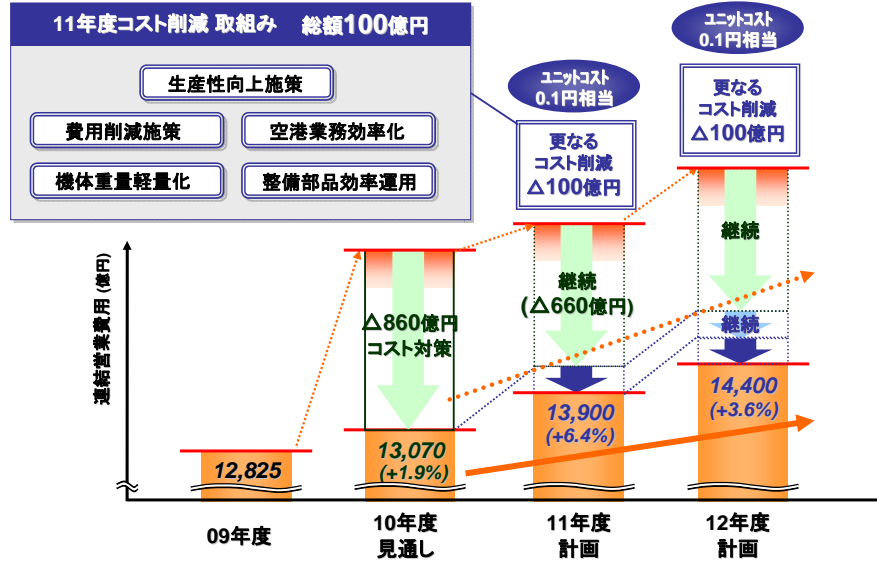 11年度コスト削減 取組み 総額100億円
生産性向上施策
費用削減施策
空港業務効率化
機体重量軽量化
整備部品効率運用
ユニットコスト
0.1円相当
更なる
コスト削減
△100億円
ユニットコスト
0.1円相当
更なる
コスト削減
△100億円
連結営業費用 (億円)
△860億円
コスト対策
継続
(△660億円)
継続
継続
12,825
13,070
(+1.9%)
13,900
(+6.4%)
14,400
(+3.6%)
09年度
10年度
見通し
11年度
計画
12年度
計画